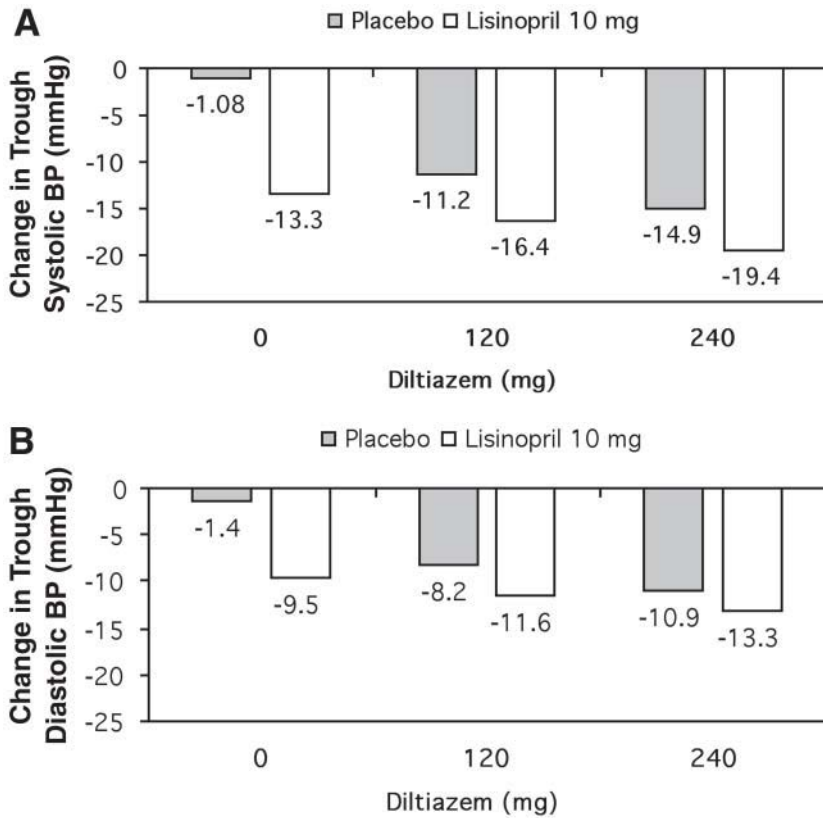 A
Placebo Lisinopril 10 mg
Change in Trough
Systolic BP (mmHg)
0
-5
-10
-15
-20
-25
-1.08
-13.3
-11.2
-16.4
-14.9
-19.4
0 120 240
Diltiazem (mg)
B
Placebo Lisinopril 10 mg
Change in Trough
Diastolic BP (mmHg)
0
-5
-10
-15
-20
-25
-1.4
-9.5
-8.2
-11.6
-10.9
-13.3
0 120 240
Diltiazem (mg)